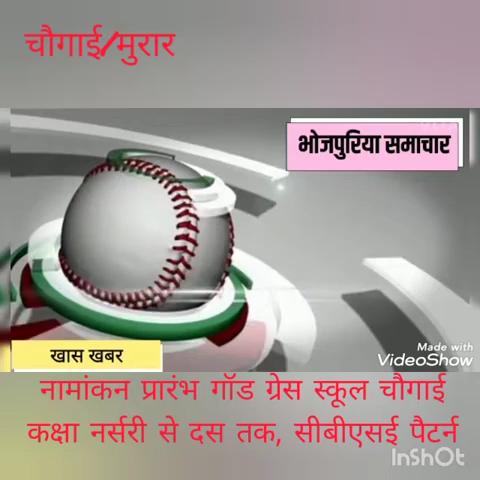 चौगाई/मुरार
भोजपुरिया समाचार
खास खबर
Made with
VideoShow
नामांकन प्रारंभ गॉड ग्रेस स्कूल चौगाई
कक्षा नर्सरी से दस तक, सीबीएसई पैटर्न
InShOt